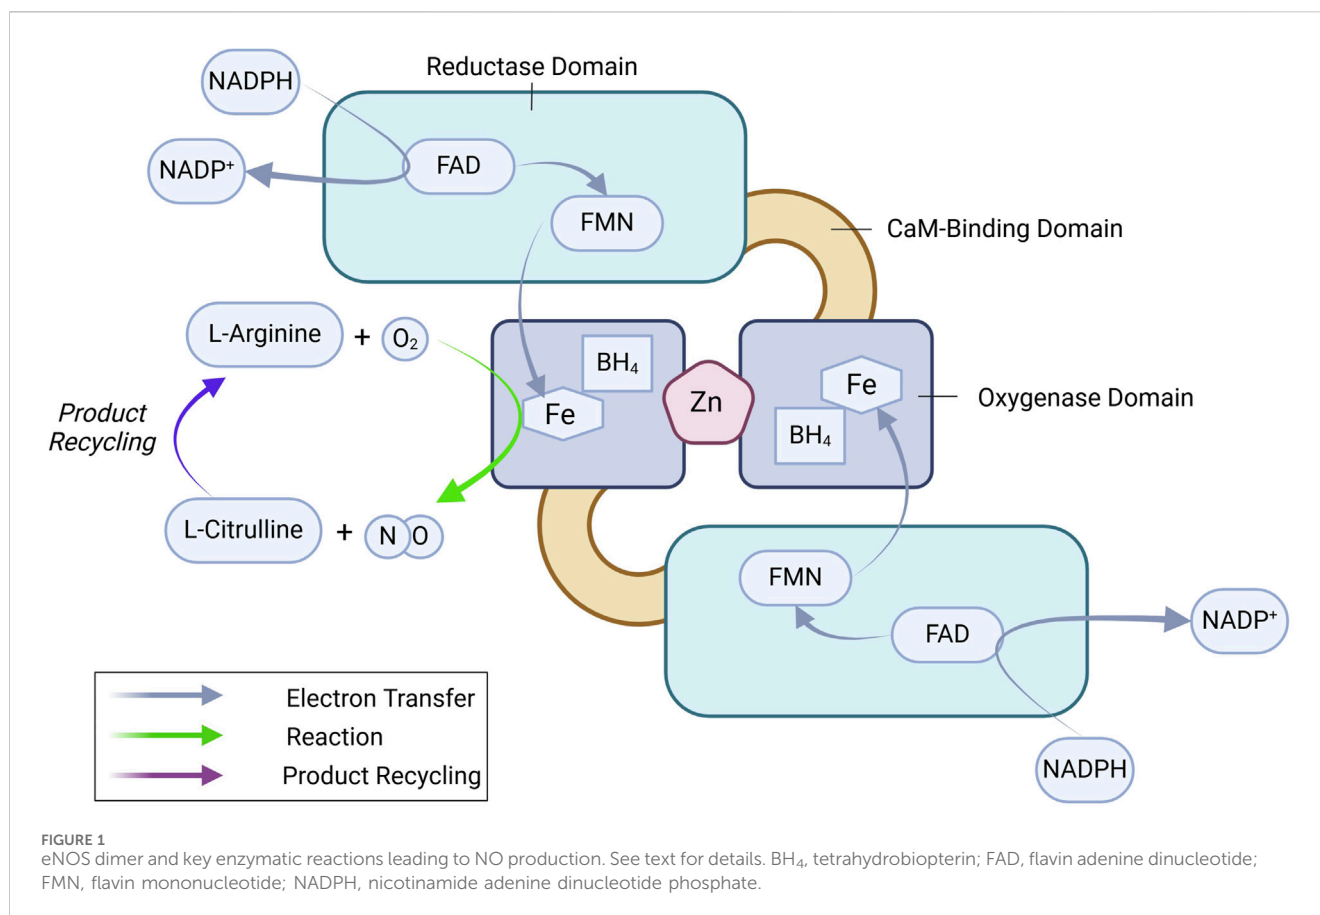 Reductase Domain
NADPH
NADP⁺
FAD
FMN
CaM-Binding Domain
L-Arginine + O₂
BH₄
Fe
Zn
Fe
BH₄
Oxygenase Domain
Product
Recycling
L-Citrulline + N O
FMN
FAD
NADP⁺
NADPH
Electron Transfer
Reaction
Product Recycling
FIGURE 1
eNOS dimer and key enzymatic reactions leading to NO production. See text for details. BH₄, tetrahydrobiopterin; FAD, flavin adenine dinucleotide;
FMN, flavin mononucleotide; NADPH, nicotinamide adenine dinucleotide phosphate.